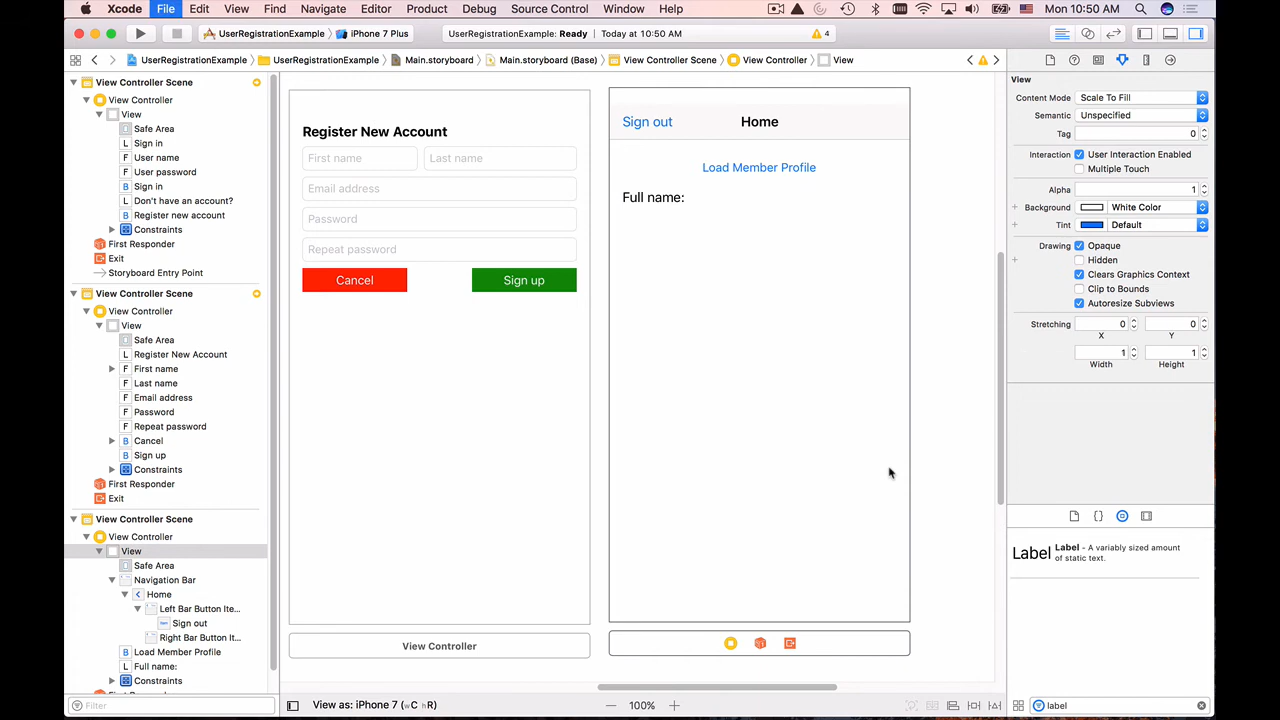 Xcode File Edit View Find Navigate Editor Product Debug Source Control Window Help Mon 10:50 AM
UserRegistrationExample iPhone 7 Plus UserRegistrationExample: Ready Today at 10:50 AM 4
UserRegistrationExample UserRegistrationExample Main.storyboard Main.storyboard (Base) View Controller Scene View Controller View
View Controller Scene
View Controller
View
Safe Area
L Sign in
F User name
F User password
B Sign in
L Don't have an account?
B Register new account
Constraints
First Responder
Exit
Storyboard Entry Point
View Controller Scene
View Controller
View
Safe Area
L Register New Account
F First name
F Last name
F Email address
F Password
F Repeat password
B Cancel
B Sign up
Constraints
First Responder
Exit
View Controller Scene
View Controller
View
Safe Area
Navigation Bar
Home
Left Bar Button Ite...
Sign out
Right Bar Button It...
B Load Member Profile
L Full name:
Constraints
Filter
Register New Account
First name Last name
Email address
Password
Repeat password
Cancel Sign up
View Controller
Sign out Home
Load Member Profile
Full name:
View as: iPhone 7 (wC hR) 100%
View
Content Mode Scale To Fill
Semantic Unspecified
Tag 0
Interaction User Interaction Enabled
Multiple Touch
Alpha 1
Background White Color
Tint Default
Drawing Opaque
Hidden
Clears Graphics Context
Clip to Bounds
Autoresize Subviews
Stretching 0 0
X Y
1 1
Width Height
Label Label - A variably sized amount
of static text.
label